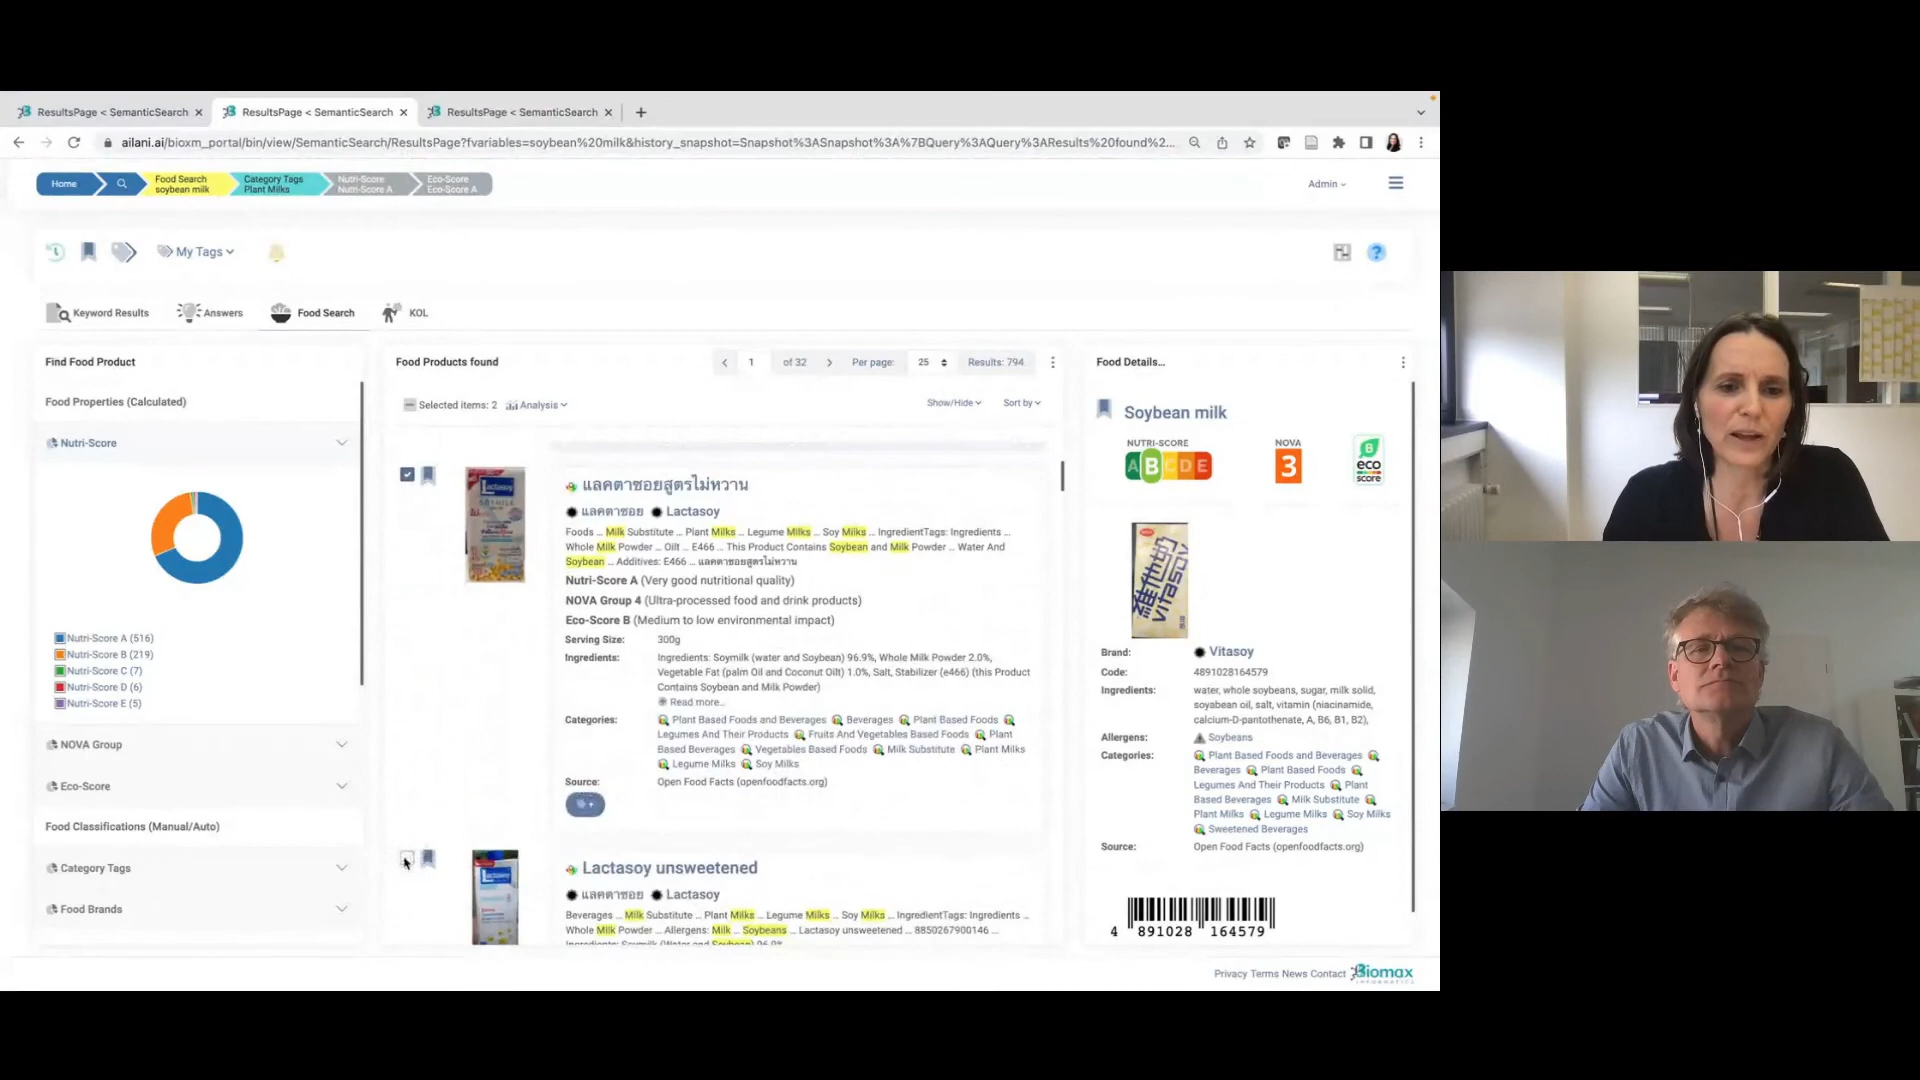 ResultsPage < SemanticSearch
ResultsPage < SemanticSearch
ResultsPage < SemanticSearch
ailani.ai/bioxm_portal/bin/view/SemanticSearch/ResultsPage?fvariables=soybean%20milk&history_snapshot=Snapshot%3ASnapshot%3A%7BQuery%3AQuery%3AResults%20found%2...
Home
Food Search
soybean milk
Category Tags
Plant Milks
Nutri-Score
Nutri-Score A
Eco-Score
Eco-Score A
Admin
My Tags
Keyword Results
Answers
Food Search
KOL
Find Food Product
Food Properties (Calculated)
Nutri-Score
Nutri-Score A (516)
Nutri-Score B (219)
Nutri-Score C (7)
Nutri-Score D (6)
Nutri-Score E (5)
NOVA Group
Eco-Score
Food Classifications (Manual/Auto)
Category Tags
Food Brands
Food Products found
1 of 32 Per page: 25 Results: 794
Selected items: 2 Analysis
Show/Hide Sort by
แลคตาซอยสูตรไม่หวาน
แลคตาซอย Lactasoy
Foods ... Milk Substitute ... Plant Milks ... Legume Milks ... Soy Milks ... IngredientTags: Ingredients ...
Whole Milk Powder ... Oilt ... E466 ... This Product Contains Soybean and Milk Powder ... Water And
Soybean ... Additives: E466 ... แลคตาซอยสูตรไม่หวาน
Nutri-Score A (Very good nutritional quality)
NOVA Group 4 (Ultra-processed food and drink products)
Eco-Score B (Medium to low environmental impact)
Serving Size: 300g
Ingredients: Ingredients: Soymilk (water and Soybean) 96.9%, Whole Milk Powder 2.0%,
Vegetable Fat (palm Oil and Coconut Oilt) 1.0%, Salt, Stabilizer (e466) (this Product
Contains Soybean and Milk Powder)
Read more...
Categories: Plant Based Foods and Beverages Beverages Plant Based Foods
Legumes And Their Products Fruits And Vegetables Based Foods Plant
Based Beverages Vegetables Based Foods Milk Substitute Plant Milks
Legume Milks Soy Milks
Source: Open Food Facts (openfoodfacts.org)
Lactasoy
Lactasoy unsweetened
แลคตาซอย Lactasoy
Beverages ... Milk Substitute ... Plant Milks ... Legume Milks ... Soy Milks ... IngredientTags: Ingredients ...
Whole Milk Powder ... Allergens: Milk ... Soybeans ... Lactasoy unsweetened ... 8850267900146 ...
Ingredients: Soymilk (Water and Soybean) 96.9%
Food Details...
Soybean milk
NUTRI-SCORE
A B C D E
NOVA
3
B
eco
score
維他奶
vitasoy
Brand: Vitasoy
Code: 4891028164579
Ingredients: water, whole soybeans, sugar, milk solid,
soybean oil, salt, vitamin (niacinamide,
calcium-D-pantothenate, A, B6, B1, B2),
Allergens: Soybeans
Categories: Plant Based Foods and Beverages
Beverages Plant Based Foods
Legumes And Their Products Plant
Based Beverages Milk Substitute
Plant Milks Legume Milks Soy Milks
Sweetened Beverages
Source: Open Food Facts (openfoodfacts.org)
4 891028 164579
Privacy Terms News Contact Biomax
INFORMATICS